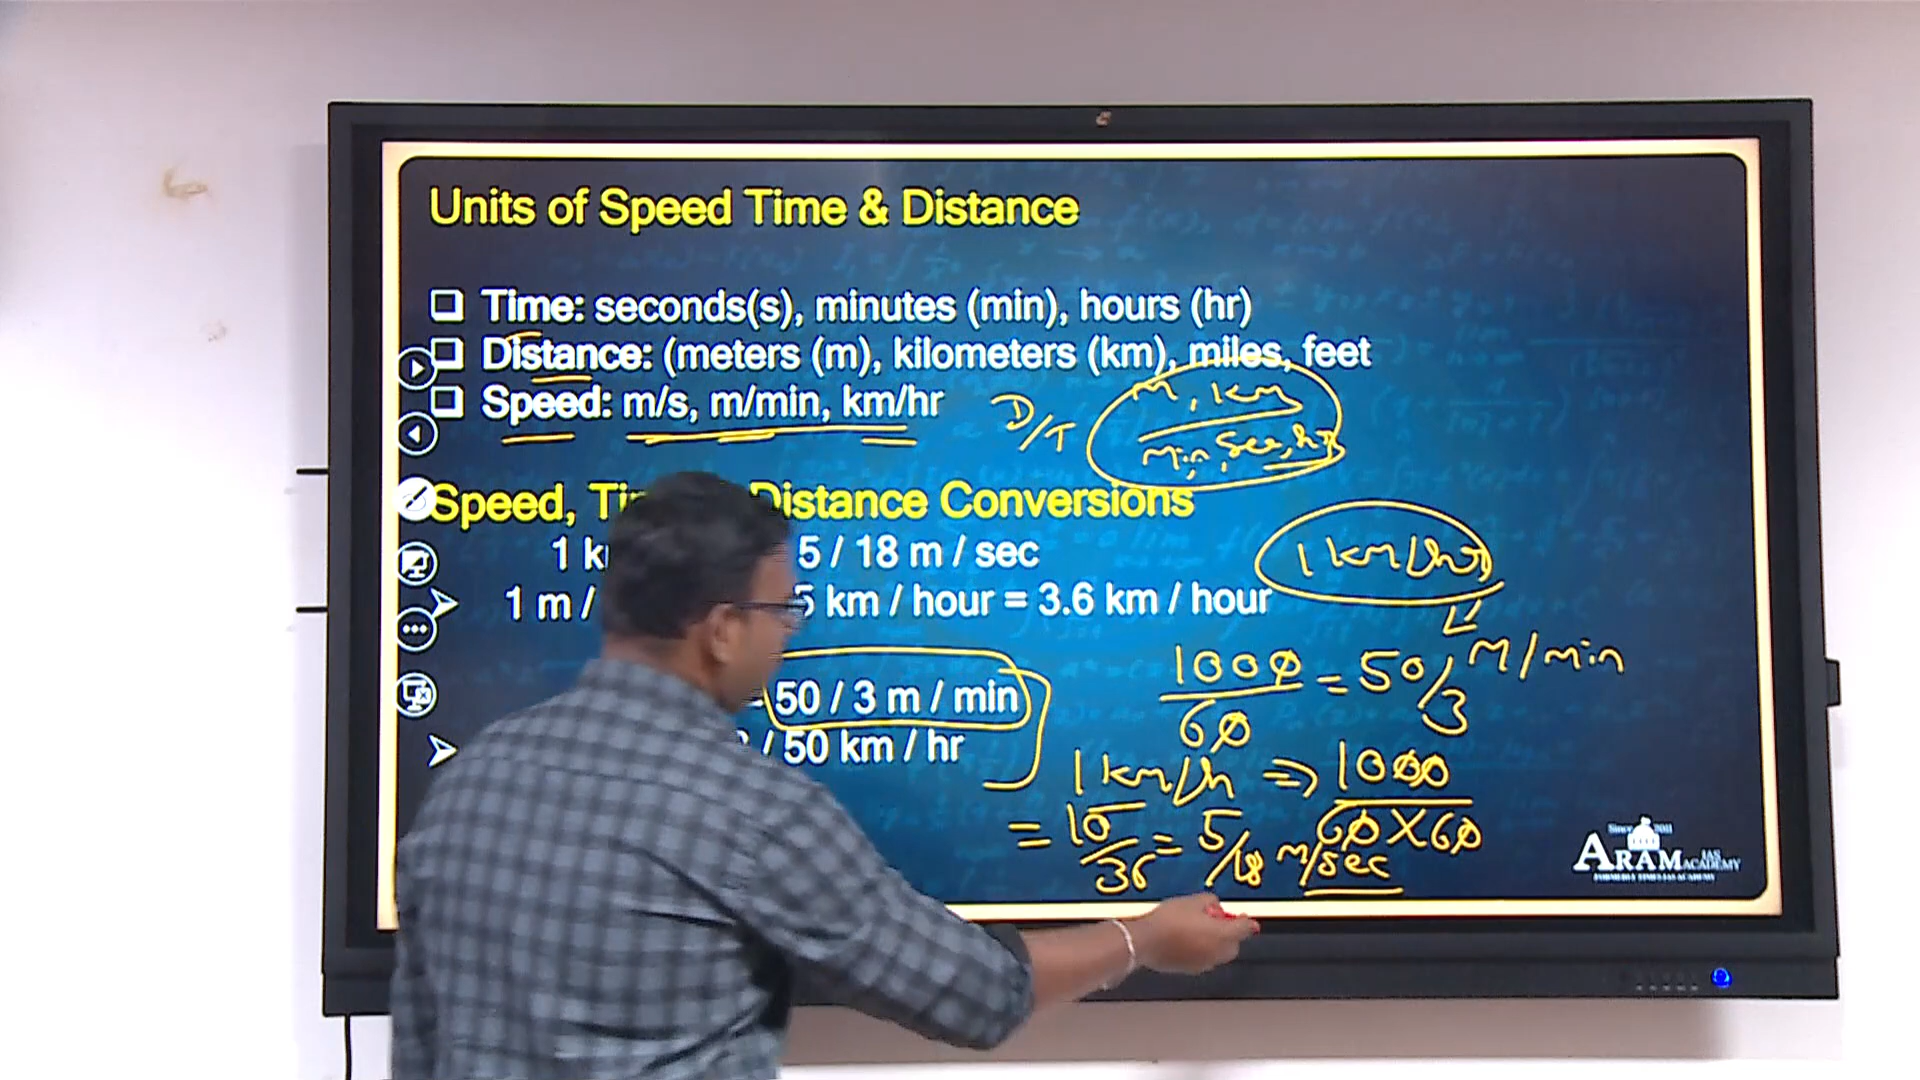 Units of Speed Time & Distance
Time: seconds(s), minutes (min), hours (hr)
Distance: (meters (m), kilometers (km), miles, feet
Speed: m/s, m/min, km/hr
D/T
m, km
min, sec, hr
Speed, Distance Conversions
1 5 / 18 m / sec
1 m / 5 km / hour = 3.6 km / hour
1 km/hr
50 / 3 m / min
/ 50 km / hr
1000/60 = 50/3 m/min
1 km/h ⇒ 1000/60 X 60
= 10/36 = 5/18 m/sec
Since 2011
ARAM IAS ACADEMY